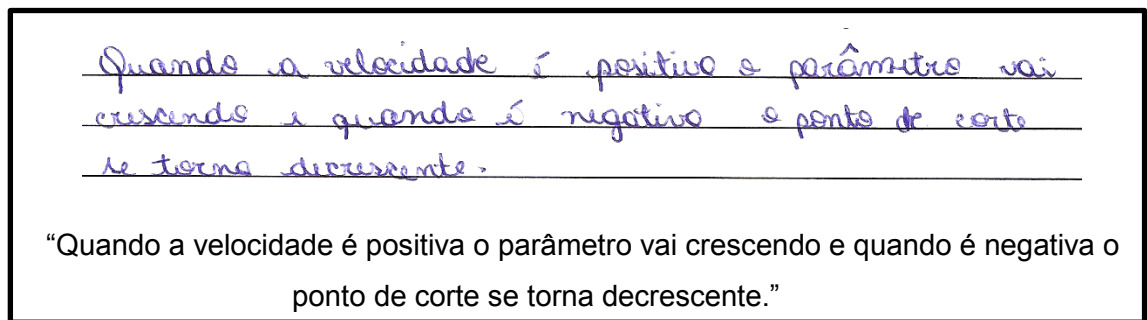 Quando a velocidade é positivo o parâmetro vai
crescendo e quando é negativo o ponto de corte
se torna decrescente.
“Quando a velocidade é positiva o parâmetro vai crescendo e quando é negativa o
ponto de corte se torna decrescente.”